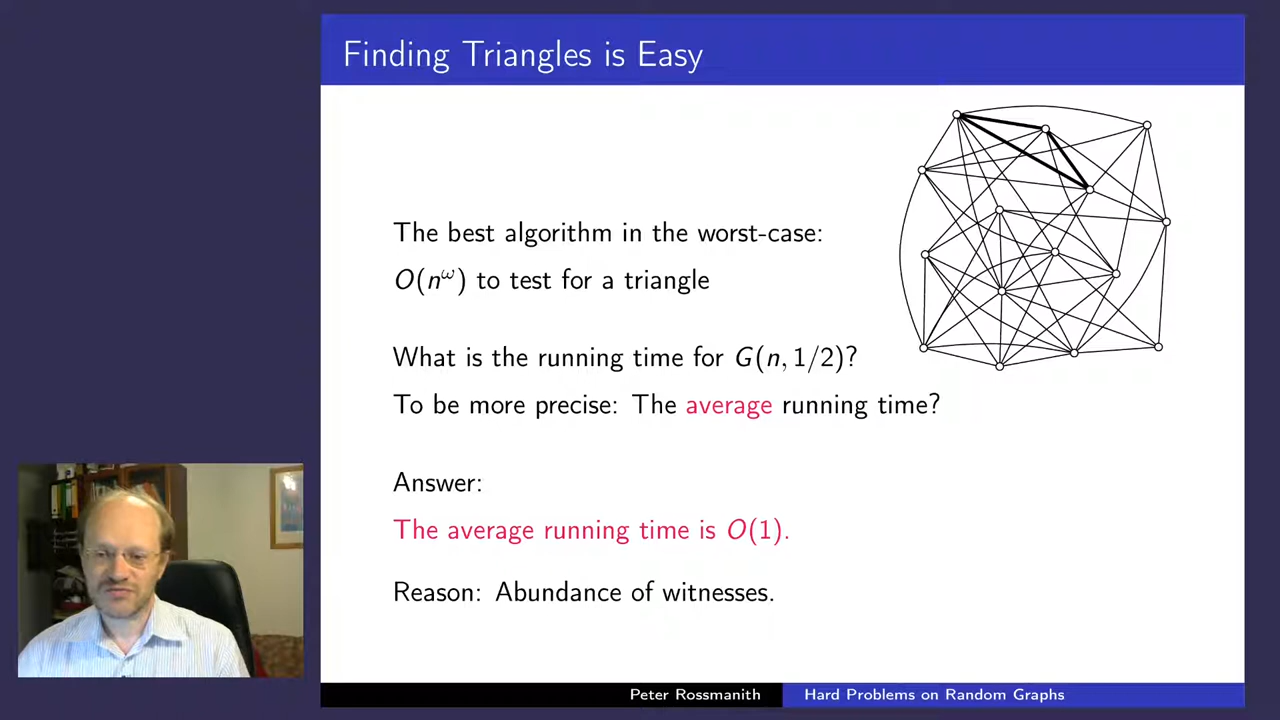 Finding Triangles is Easy
The best algorithm in the worst-case:
O(n^ω) to test for a triangle
What is the running time for G(n, 1/2)?
To be more precise: The average running time?
Answer:
The average running time is O(1).
Reason: Abundance of witnesses.
Peter Rossmanith
Hard Problems on Random Graphs